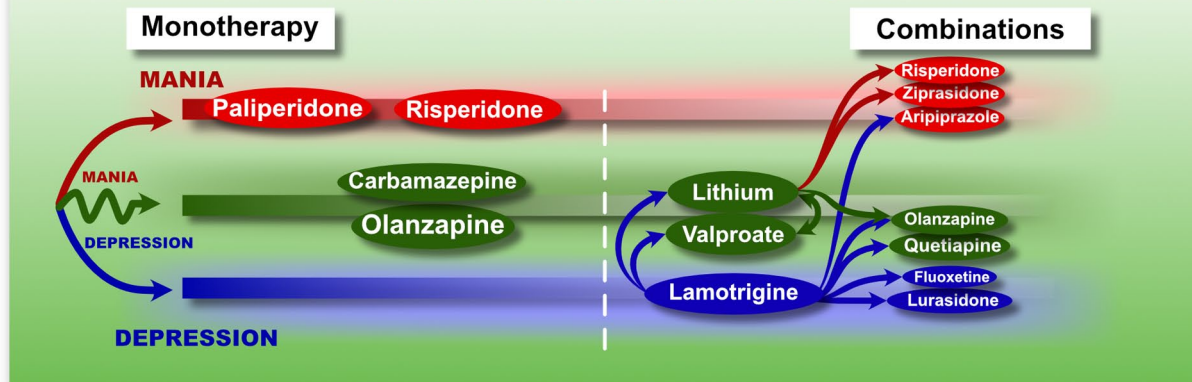 Monotherapy
Combinations
MANIA
Paliperidone
Risperidone
Risperidone
Ziprasidone
Aripiprazole
MANIA
DEPRESSION
Carbamazepine
Olanzapine
Lithium
Valproate
Olanzapine
Quetiapine
Lamotrigine
Fluoxetine
Lurasidone
DEPRESSION